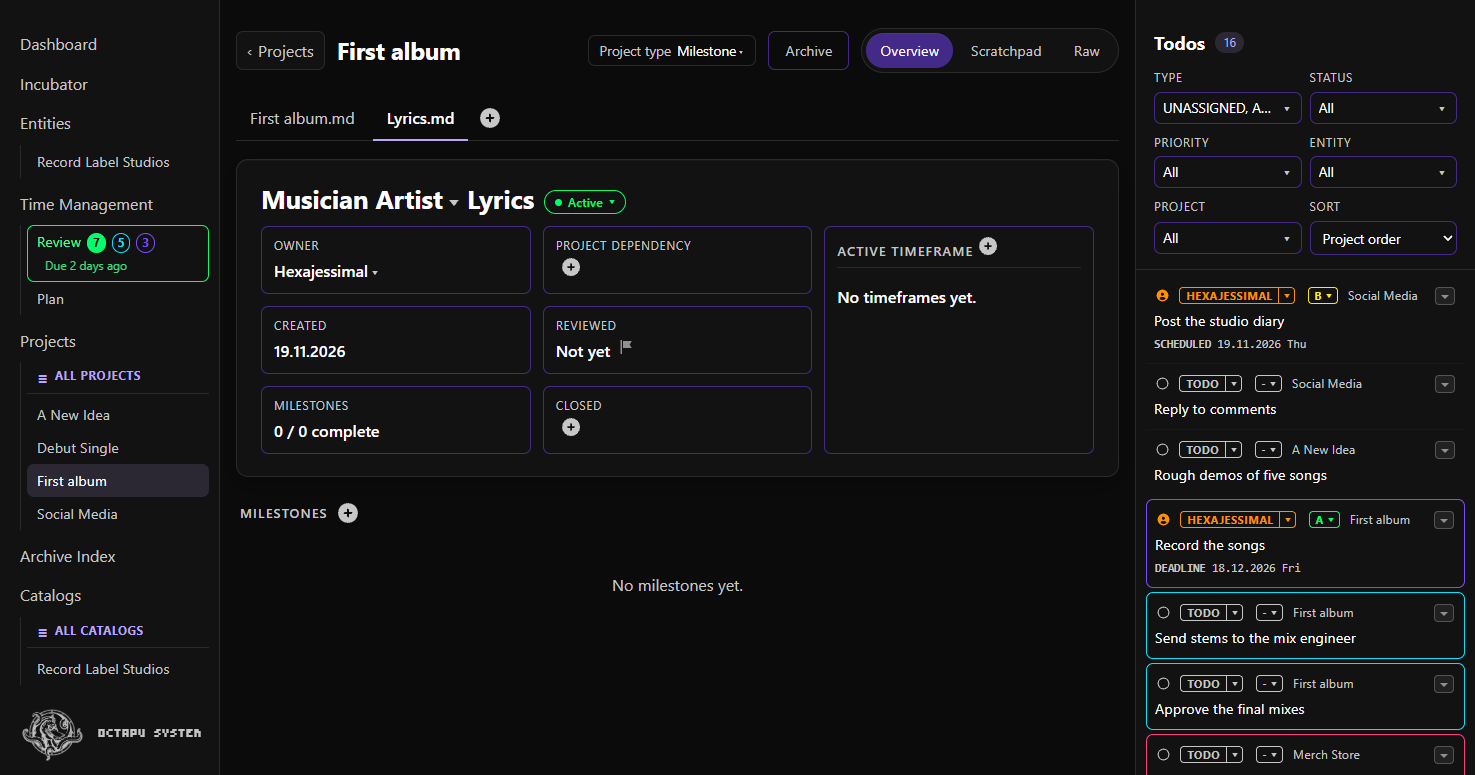 Dashboard
Incubator
Entities
Record Label Studios
Time Management
Review 7 5 3
Due 2 days ago
Plan
Projects
ALL PROJECTS
A New Idea
Debut Single
First album
Social Media
Archive Index
Catalogs
ALL CATALOGS
Record Label Studios
OCTAPU SYSTEM
‹ Projects
First album
Project type Milestone
Archive
Overview
Scratchpad
Raw
First album.md
Lyrics.md
Musician Artist Lyrics
Active
OWNER
Hexajessimal
PROJECT DEPENDENCY
ACTIVE TIMEFRAME
No timeframes yet.
CREATED
19.11.2026
REVIEWED
Not yet
MILESTONES
0 / 0 complete
CLOSED
MILESTONES
No milestones yet.
Todos 16
TYPE
STATUS
UNASSIGNED, A...
All
PRIORITY
ENTITY
All
All
PROJECT
SORT
All
Project order
HEXAJESSIMAL B Social Media
Post the studio diary
SCHEDULED 19.11.2026 Thu
TODO - Social Media
Reply to comments
TODO - A New Idea
Rough demos of five songs
HEXAJESSIMAL A First album
Record the songs
DEADLINE 18.12.2026 Fri
TODO - First album
Send stems to the mix engineer
TODO - First album
Approve the final mixes
TODO - Merch Store